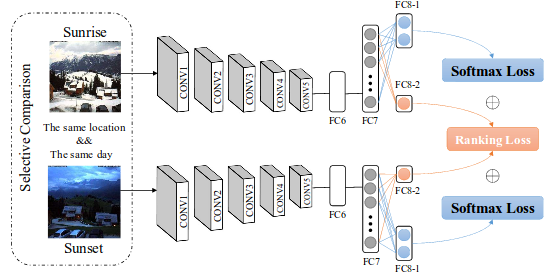 Selective Comparison
Sunrise
The same location
&&
The same day
Sunset
CONV1
CONV2
CONV3
CONV4
CONV5
FC6
FC7
FC8-1
FC8-2
Softmax Loss
Ranking Loss
CONV1
CONV2
CONV3
CONV4
CONV5
FC6
FC7
FC8-2
FC8-1
Softmax Loss